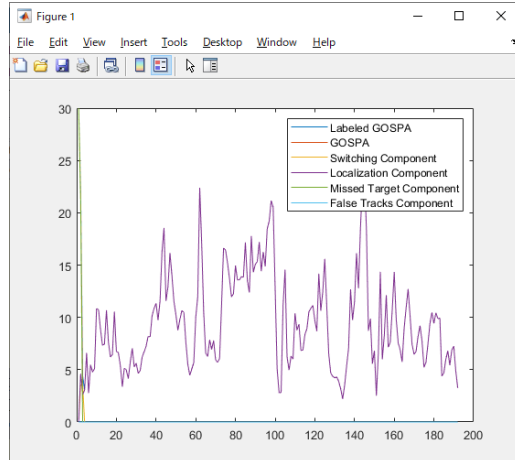 Figure 1
File Edit View Insert Tools Desktop Window Help
30
25
20
15
10
5
0
0 20 40 60 80 100 120 140 160 180 200
Labeled GOSPA
GOSPA
Switching Component
Localization Component
Missed Target Component
False Tracks Component